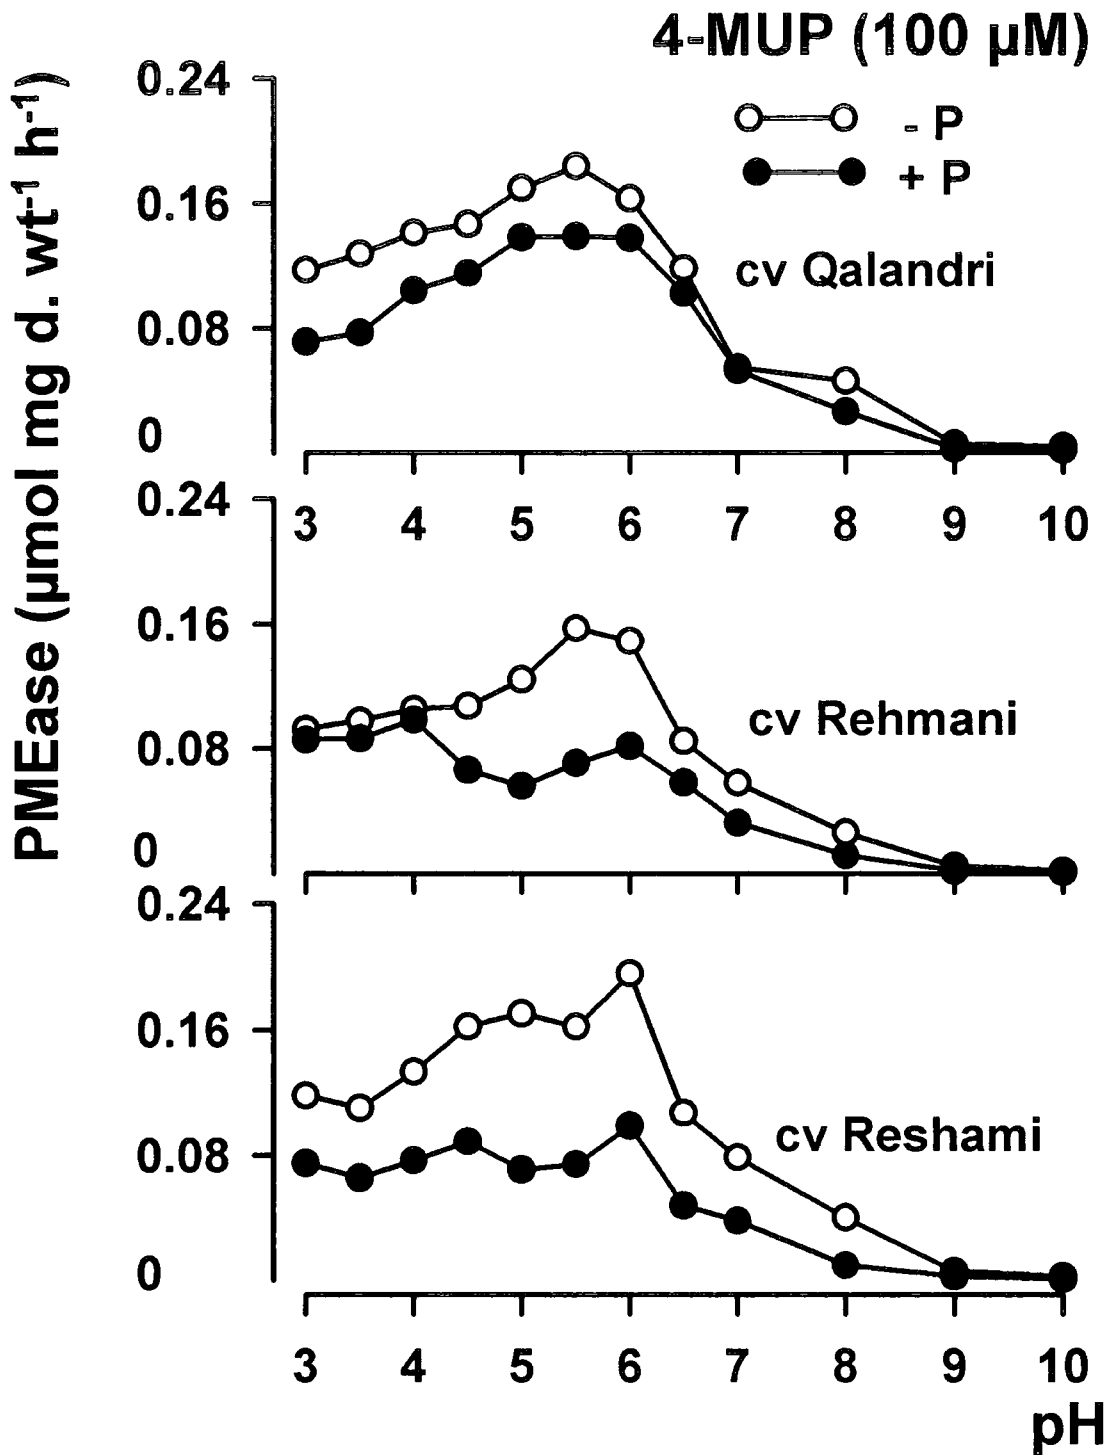 4-MUP (100 µM)
PMEase (µmol mg d. wt-1 h-1)
0.24
- P
+ P
0.16
cv Qalandri
0.08
0
3 4 5 6 7 8 9 10
0.24
0.16
cv Rehmani
0.08
0
0.24
0.16
cv Reshami
0.08
0
3 4 5 6 7 8 9 10
pH